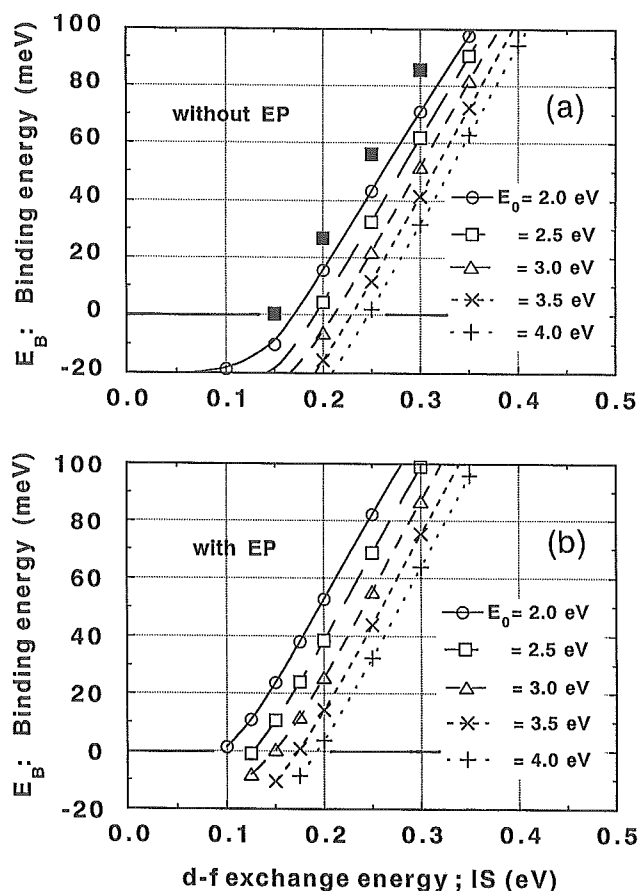 100
80
60
40
20
0
-20
E_B : Binding energy (meV)
without EP
(a)
E_0 = 2.0 eV
= 2.5 eV
= 3.0 eV
= 3.5 eV
= 4.0 eV
0.0 0.1 0.2 0.3 0.4 0.5
100
80
60
40
20
0
-20
E_B : Binding energy (meV)
with EP
(b)
E_0 = 2.0 eV
= 2.5 eV
= 3.0 eV
= 3.5 eV
= 4.0 eV
0.0 0.1 0.2 0.3 0.4 0.5
d-f exchange energy ; IS (eV)